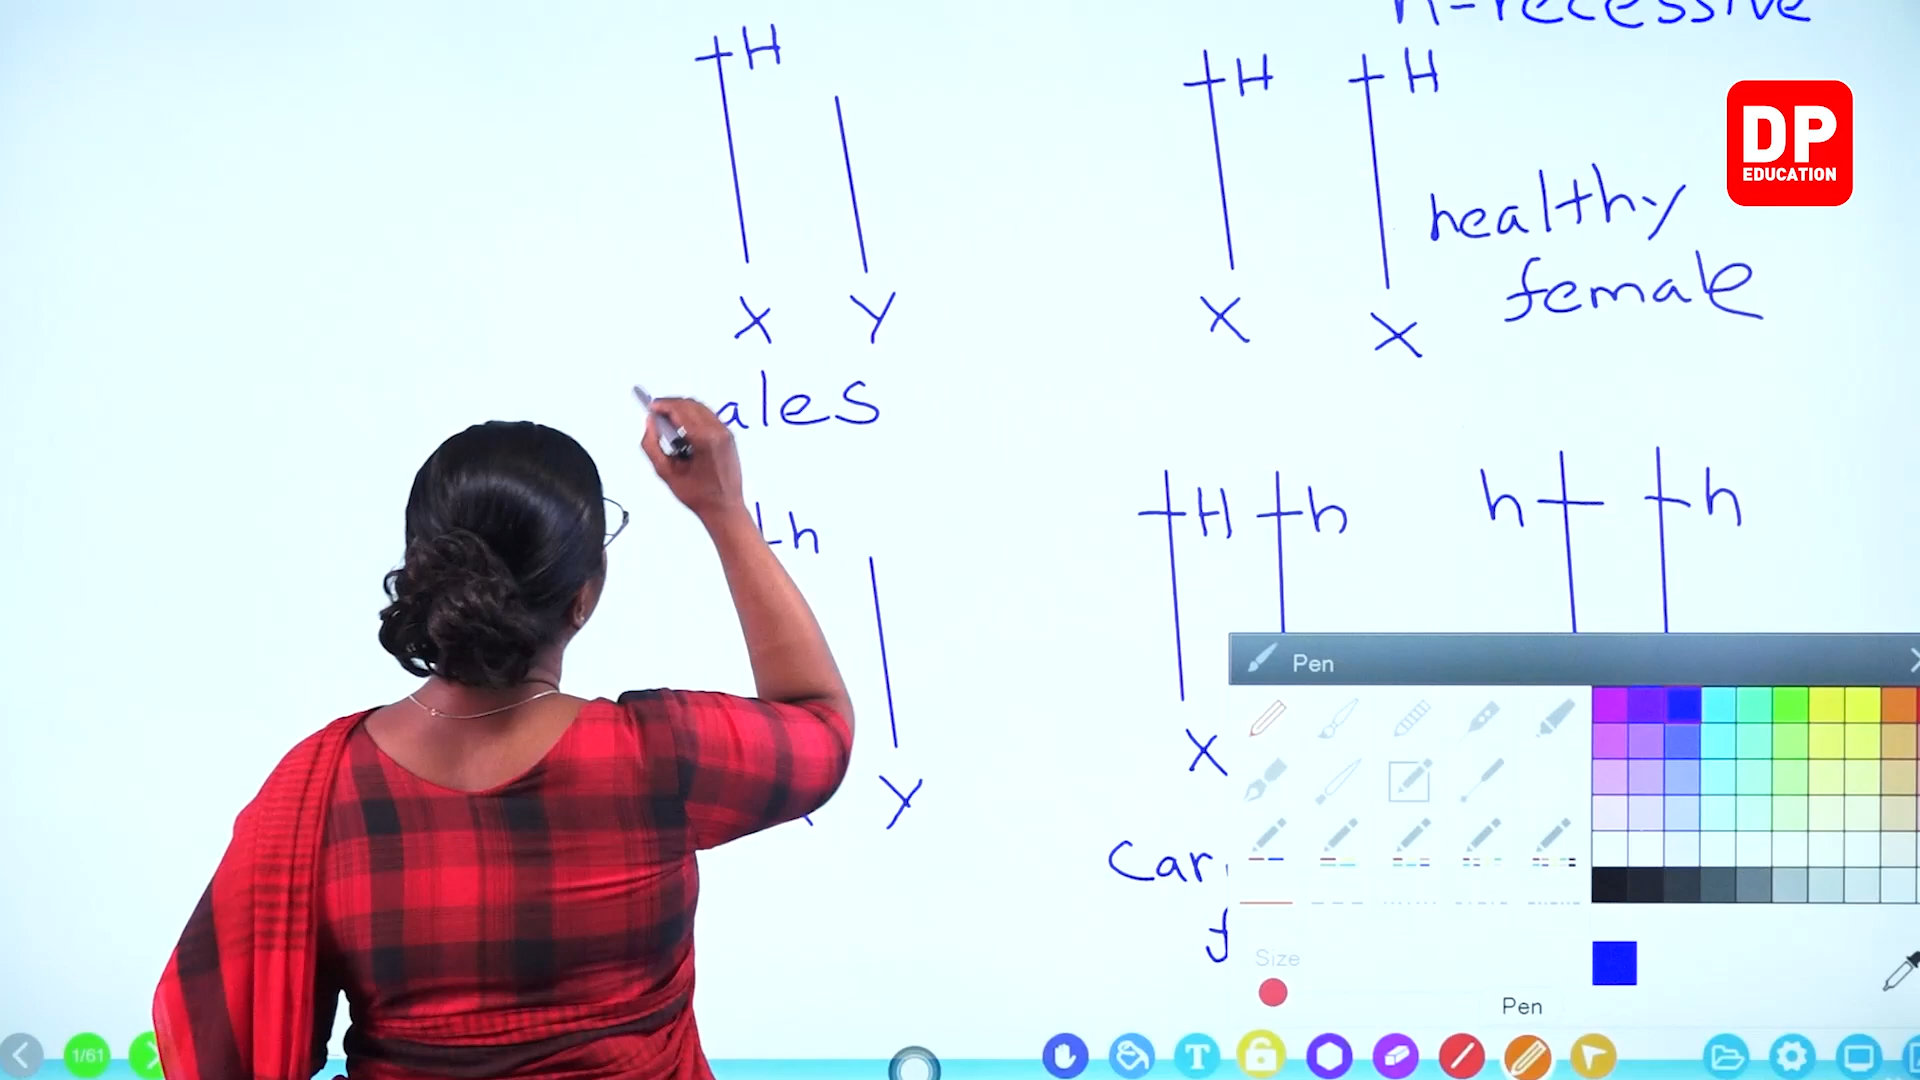 h-recessive
H
H H
DP
EDUCATION
healthy
female
X Y
X X
ales
H h h h
h
Pen
X
Y
Car
f
Size
Pen
1/61
T